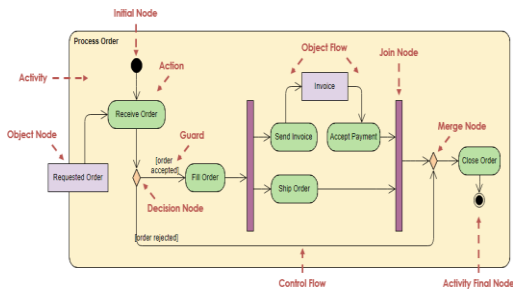 Initial Node
Process Order
Object Flow
Join Node
Activity
Action
Invoice
Receive Order
Object Node
Guard
Send Invoice
Accept Payment
Merge Node
[order
accepted]
Requested Order
Fill Order
Close Order
Ship Order
Decision Node
[order rejected]
Control Flow
Activity Final Node